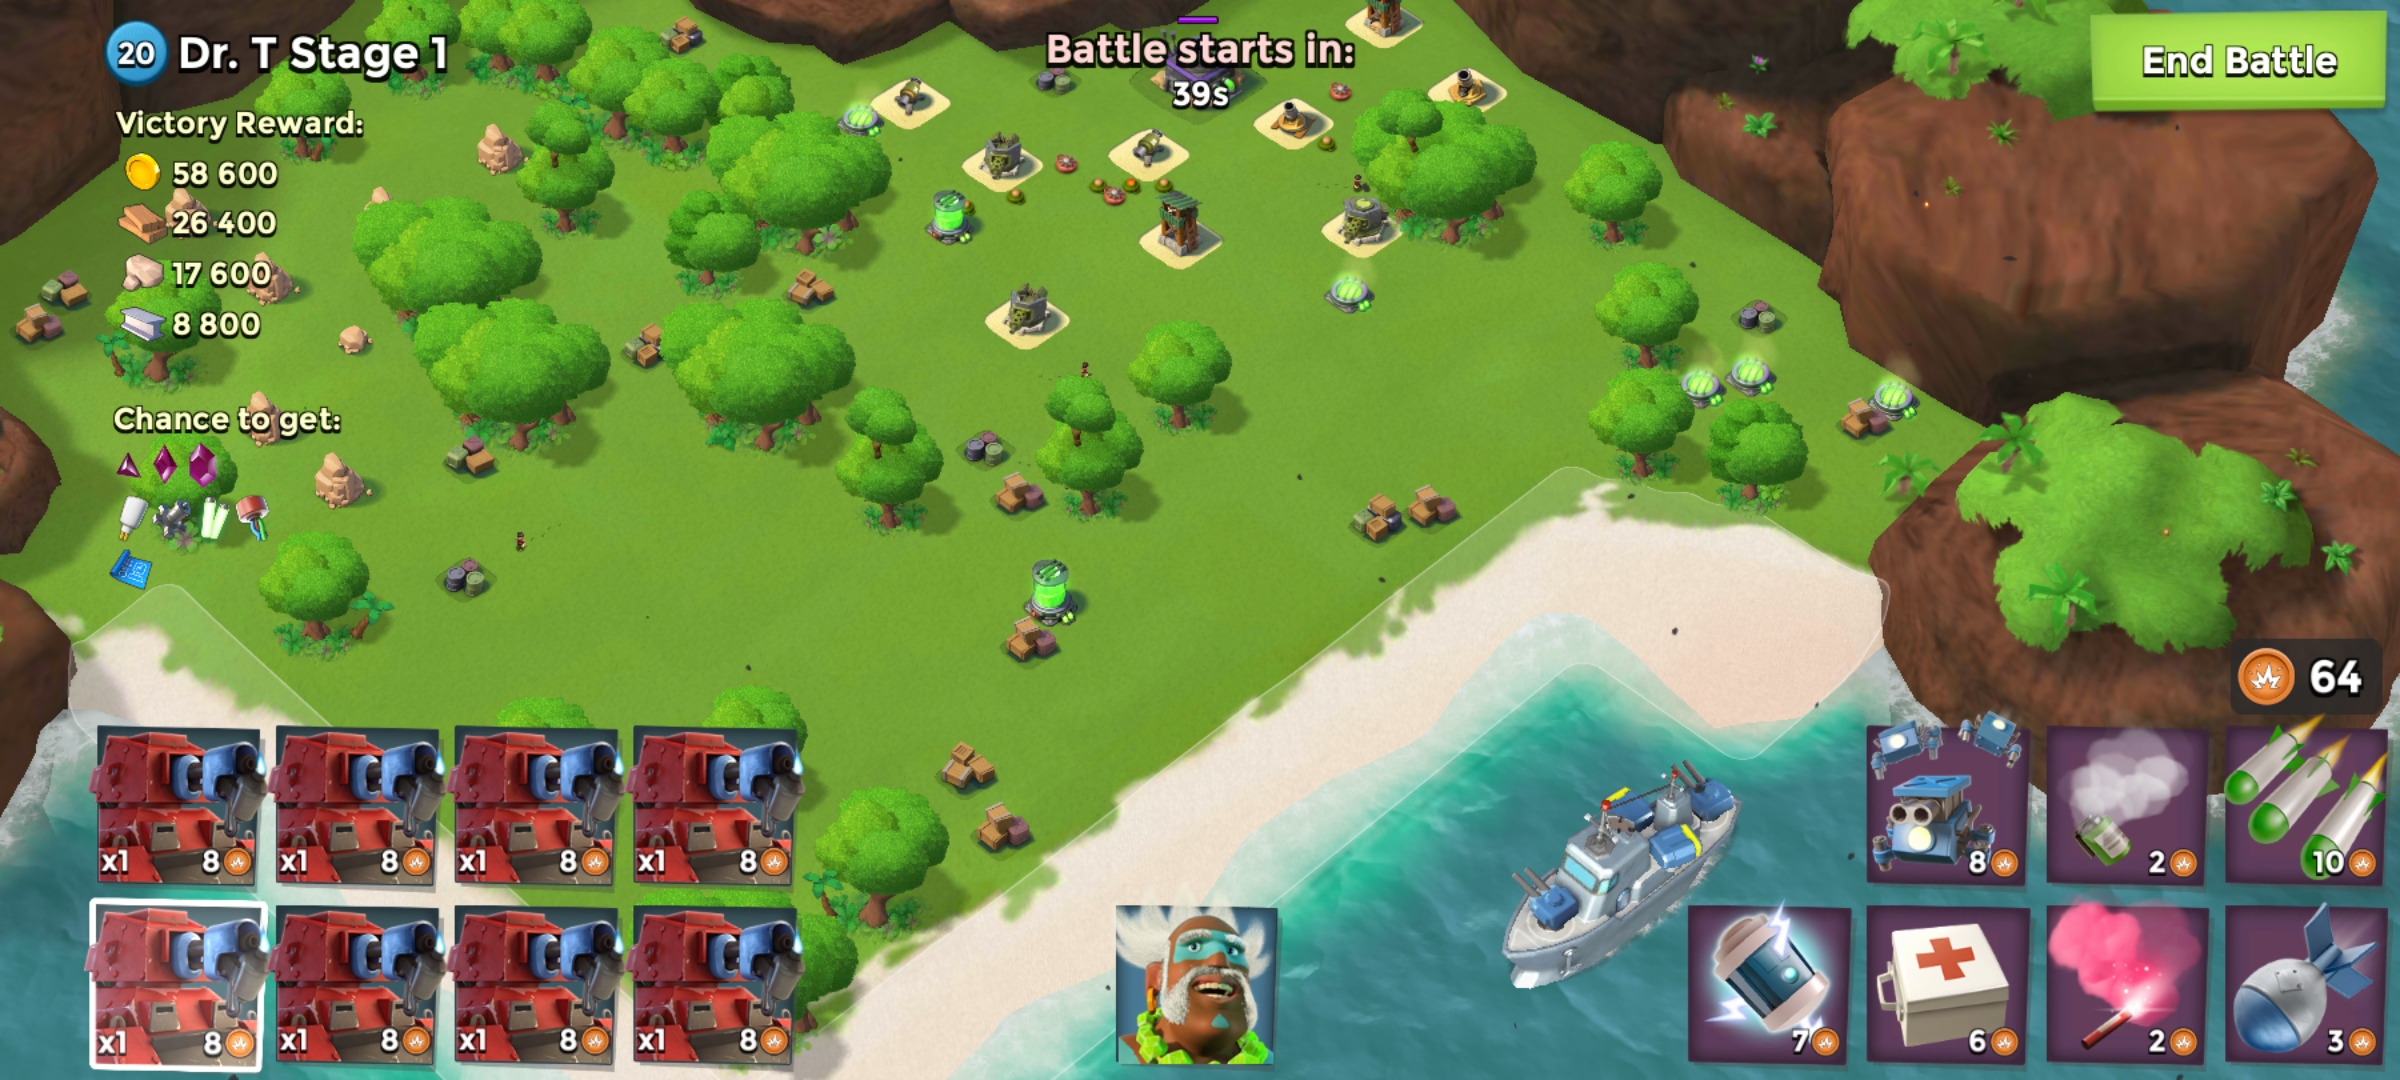 20 Dr. T Stage 1
Victory Reward:
58 600
26 400
17 600
8 800
Chance to get:
Battle starts in:
39s
End Battle
64
x1 8
x1 8
x1 8
x1 8
8
2
10
x1 8
x1 8
x1 8
x1 8
7
6
2
3